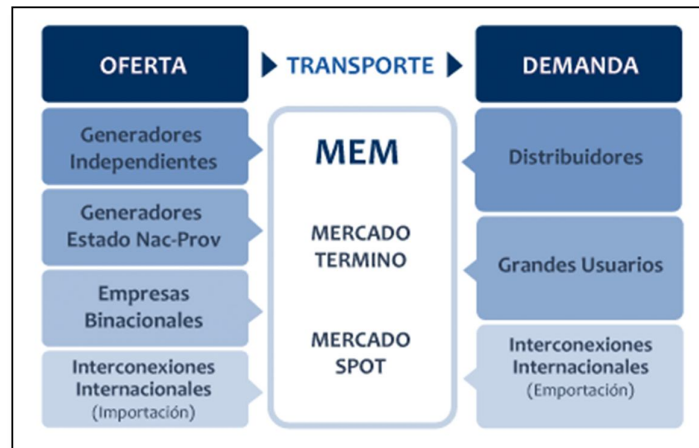 OFERTA
TRANSPORTE
DEMANDA
Generadores
Independientes
Generadores
Estado Nac-Prov
Empresas
Binacionales
Interconexiones
Internacionales
(Importación)
MEM
MERCADO
TERMINO
MERCADO
SPOT
Distribuidores
Grandes Usuarios
Interconexiones
Internacionales
(Emportación)